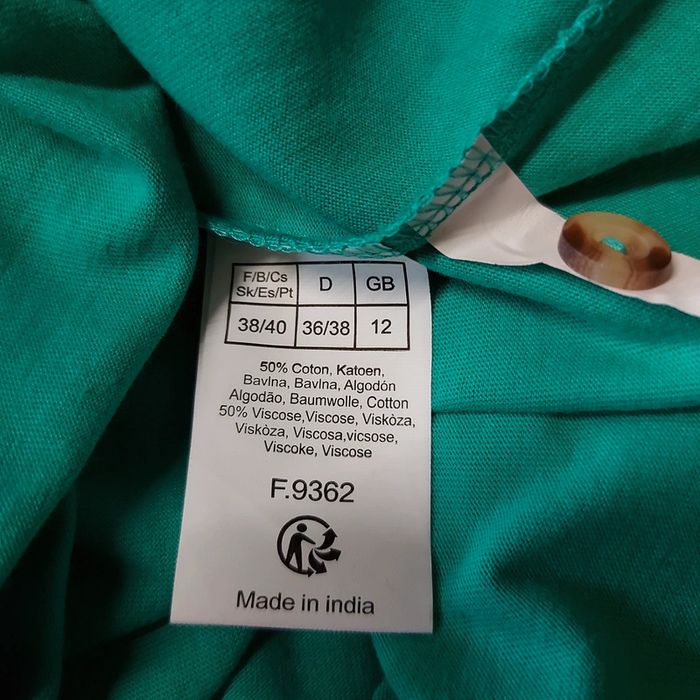 F/B/Cs D GB
Sk/Es/Pt
38/40 36/38 12
50% Coton, Katoen,
Bavlna, Bavlna, Algodón
Algodão, Baumwolle, Cotton
50% Viscose,Viscose, Viskòza,
Viskòza, Viscosa,vicsose,
Viscoke, Viscose
F.9362
Made in india